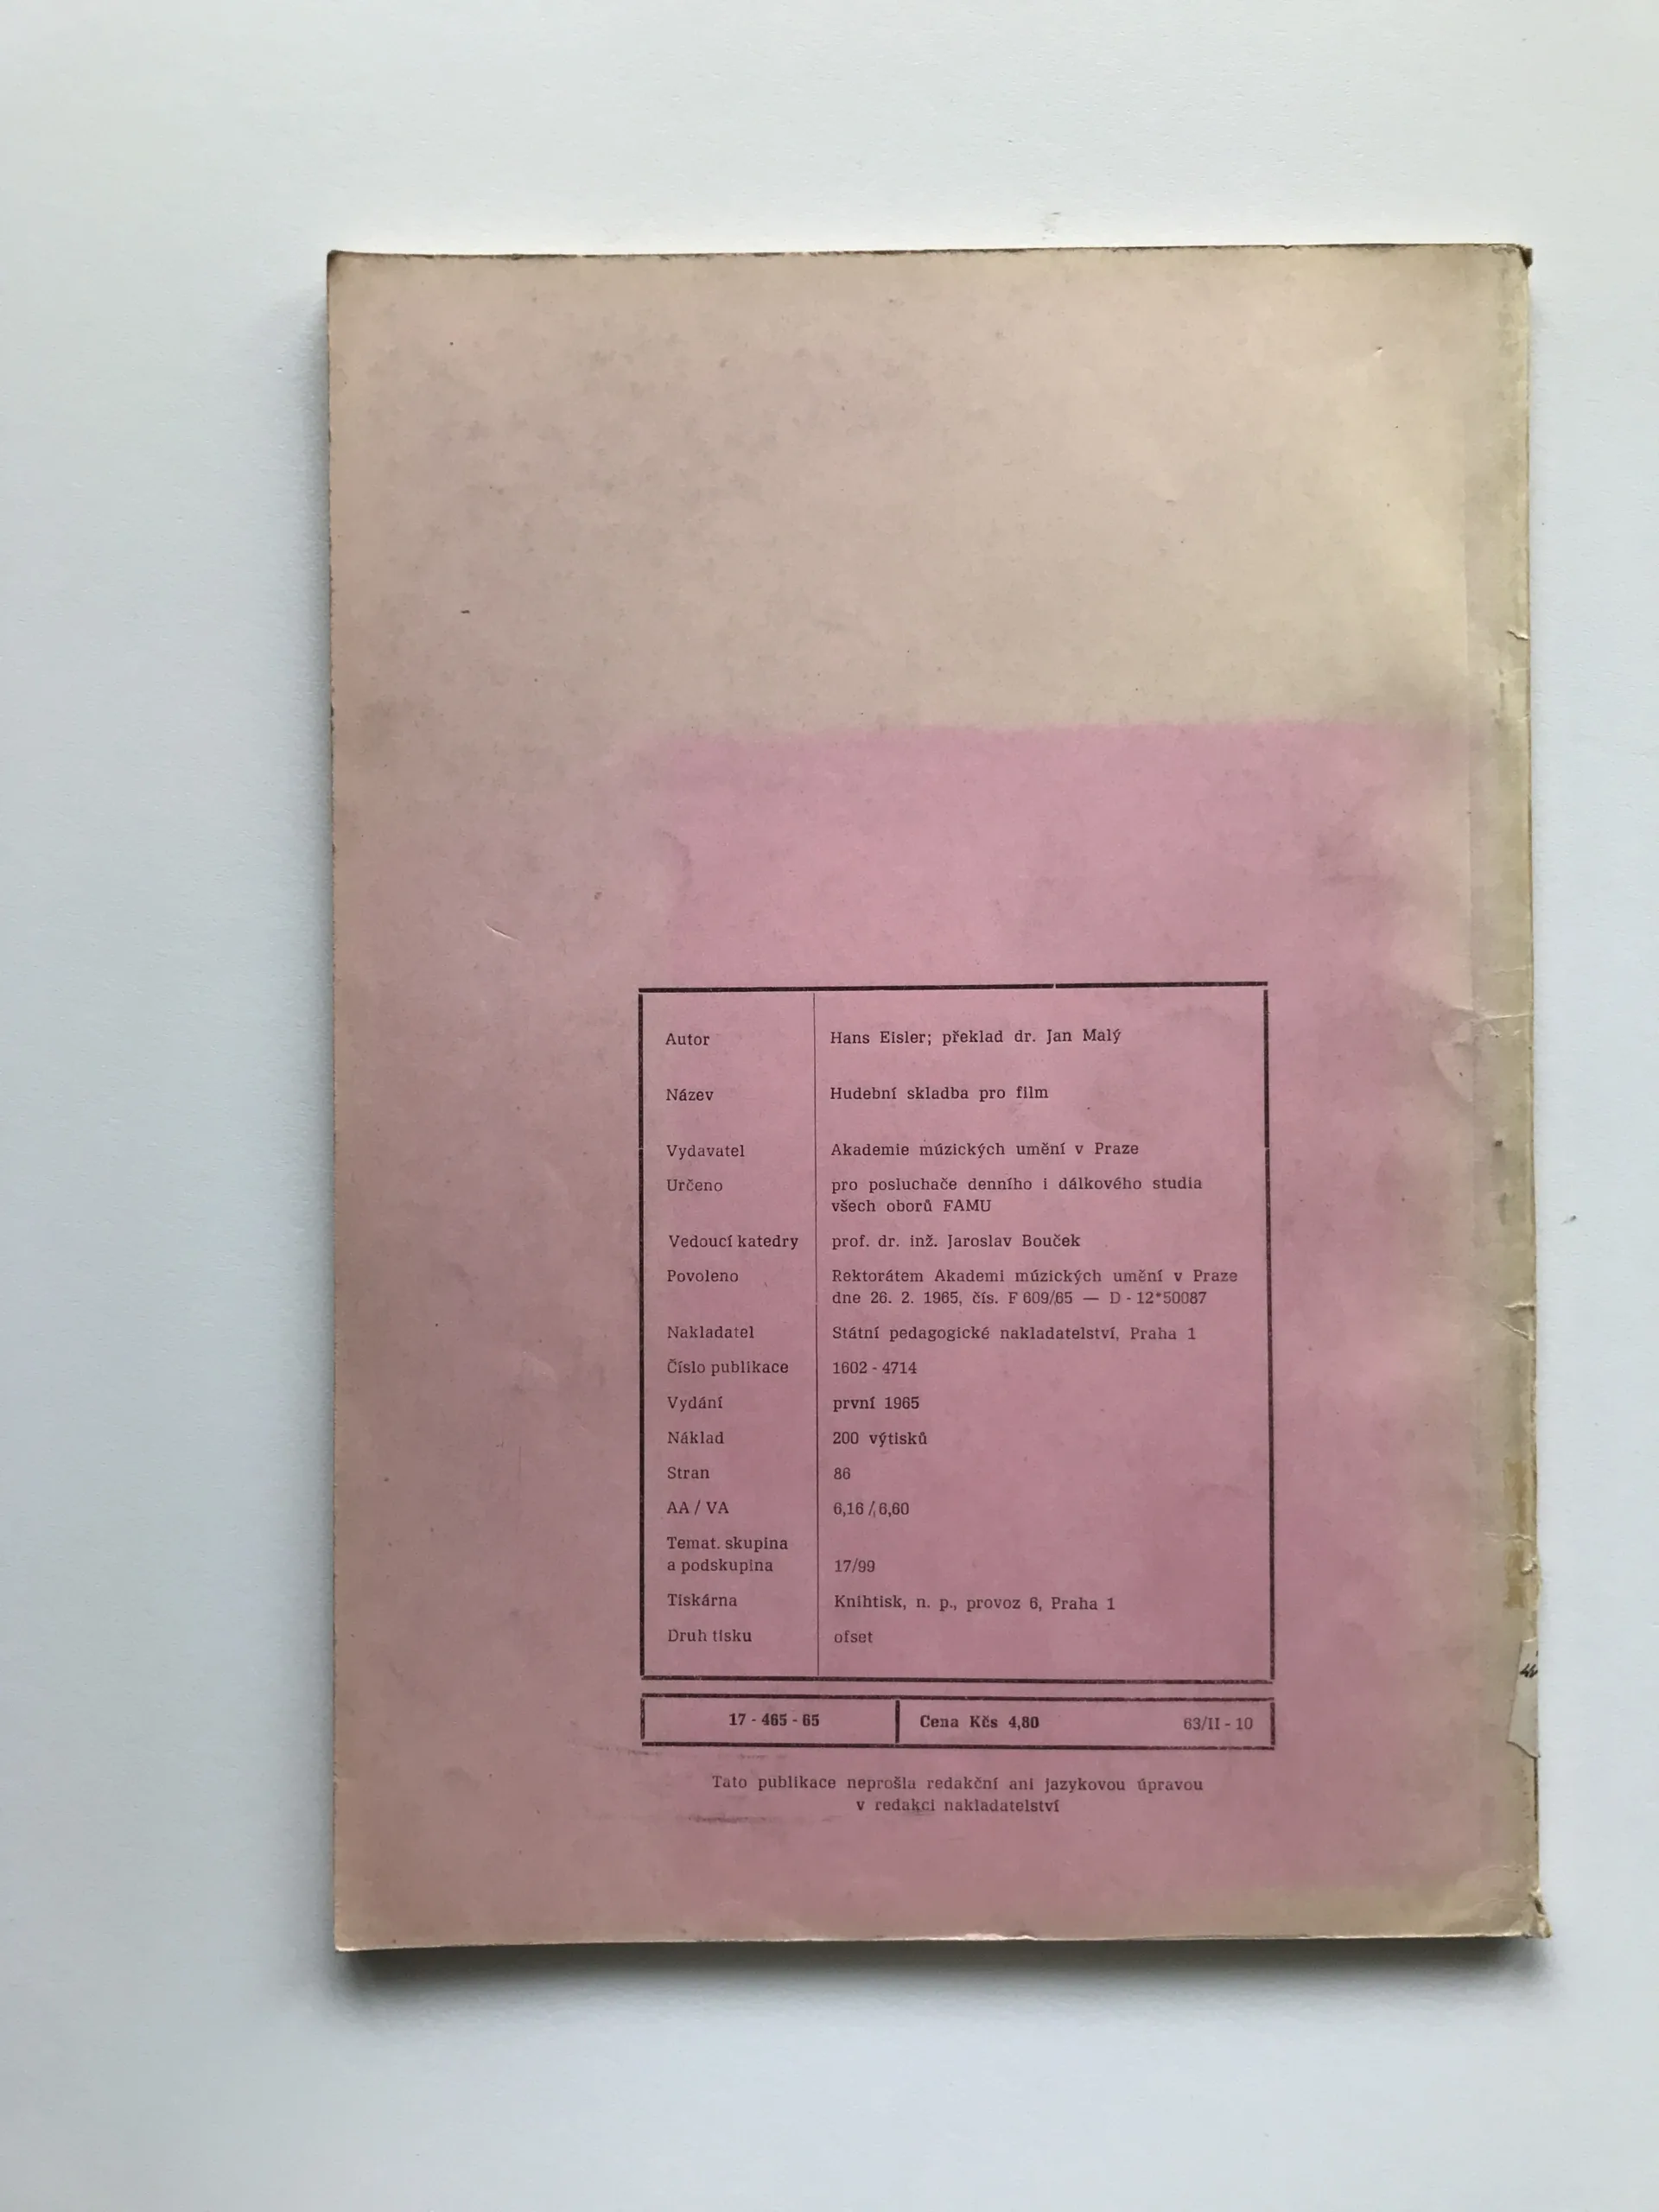 Autor Hans Eisler; překlad dr. Jan Malý
Název Hudební skladba pro film
Vydavatel Akademie múzických umění v Praze
Určeno pro posluchače denního i dálkového studia
všech oborů FAMU
Vedoucí katedry prof. dr. inž. Jaroslav Bouček
Povoleno Rektorátem Akademi múzických umění v Praze
dne 26. 2. 1965, čís. F 609/65 — D - 12*50087
Nakladatel Státní pedagogické nakladatelství, Praha 1
Číslo publikace 1602 - 4714
Vydání první 1965
Náklad 200 výtisků
Stran 86
AA / VA 6,16 / 6,60
Temat. skupina
a podskupina 17/99
Tiskárna Knihtisk, n. p., provoz 6, Praha 1
Druh tisku ofset
17 - 465 - 65 Cena Kčs 4,80 63/II - 10
Tato publikace neprošla redakční ani jazykovou úpravou
v redakci nakladatelství